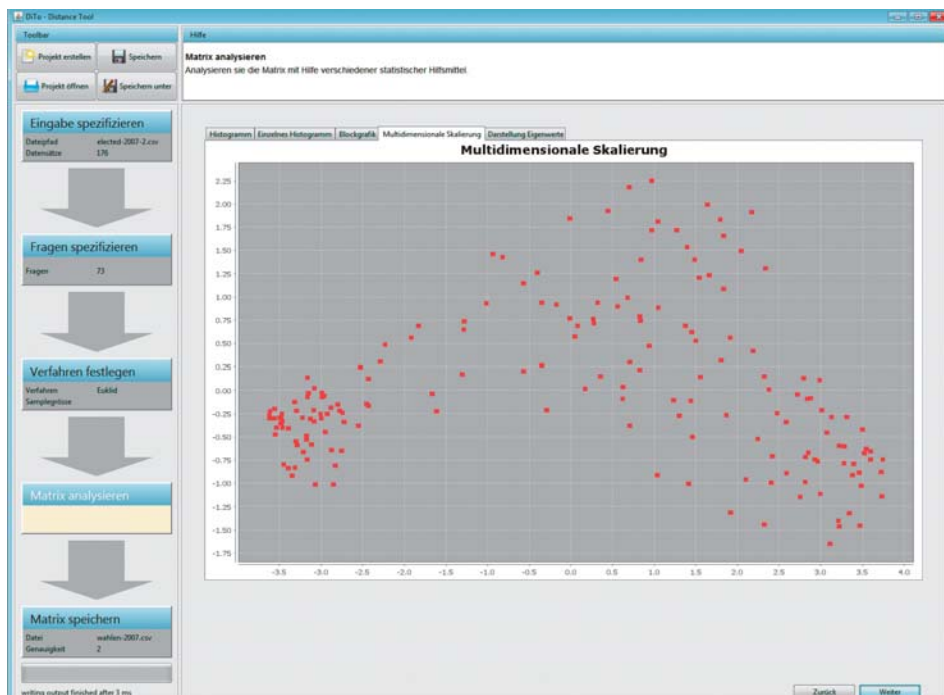 DiTo - Distance Tool
Toolbar
Projekt erstellen
Speichern
Projekt öffnen
Speichern unter
Hilfe
Matrix analysieren
Analysieren sie die Matrix mit Hilfe verschiedener statistischer Hilfsmittel
Eingabe spezifizieren
Dateipfad elected-2007-2.csv
Datensätze 176
Fragen spezifizieren
Fragen 73
Verfahren festlegen
Verfahren Euklid
Samplegrösse
Matrix analysieren
Matrix speichern
Datei wahlen-2007.csv
Genauigkeit 2
writing output finished after 3 ms
Histogramm Einzelnes Histogramm Blockgrafik Multidimensionale Skalierung Darstellung Eigenwerte
Multidimensionale Skalierung
2.25
2.00
1.75
1.50
1.25
1.00
0.75
0.50
0.25
0.00
-0.25
-0.50
-0.75
-1.00
-1.25
-1.50
-1.75
-3.5 -3.0 -2.5 -2.0 -1.5 -1.0 -0.5 0.0 0.5 1.0 1.5 2.0 2.5 3.0 3.5 4.0
Zurück Weiter